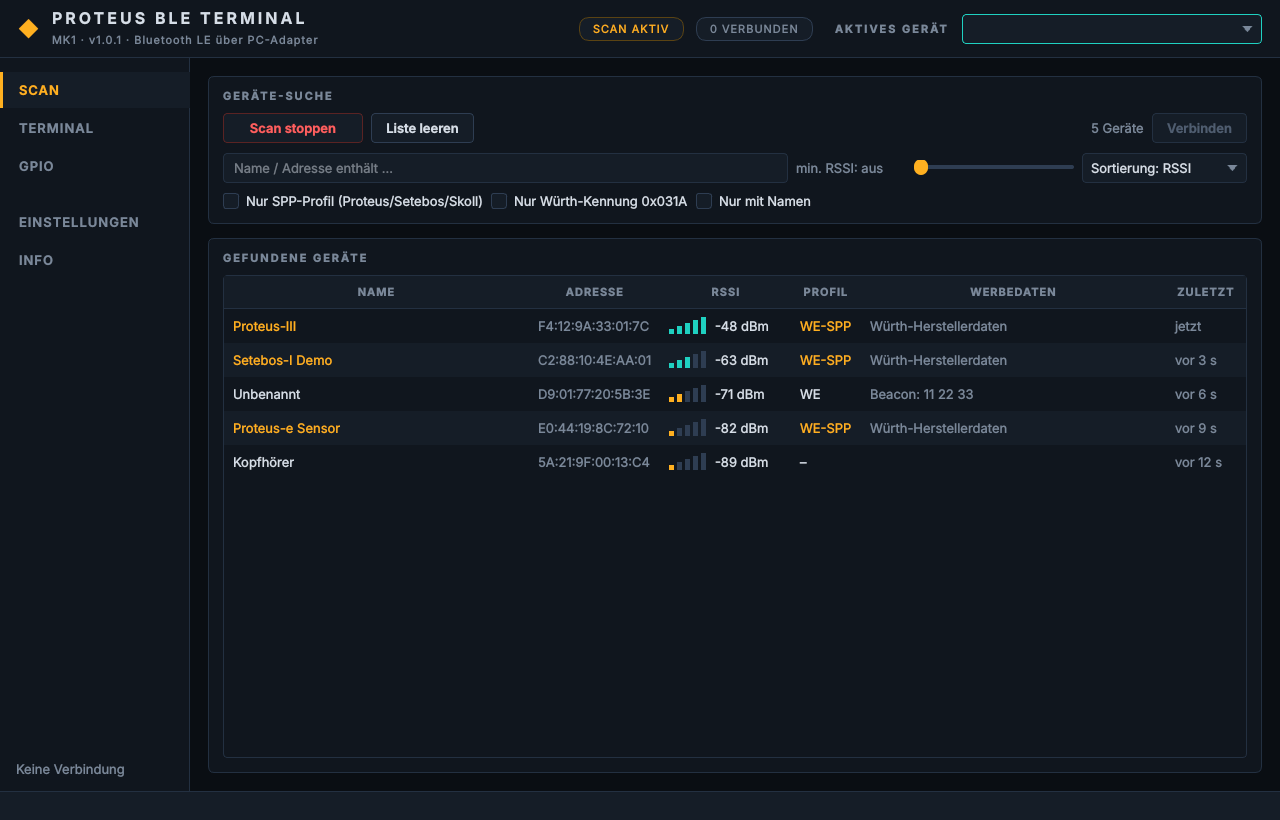 PROTEUS BLE TERMINAL
MK1 · v1.0.1 · Bluetooth LE über PC-Adapter
SCAN AKTIV
0 VERBUNDEN
AKTIVES GERÄT
SCAN
TERMINAL
GPIO
EINSTELLUNGEN
INFO
Keine Verbindung
GERÄTE-SUCHE
Scan stoppen Leiste leeren 5 Geräte Verbinden
Name / Adresse enthält ... min. RSSI: aus Sortierung: RSSI
Nur SPP-Profil (Proteus/Setebos/Skoll) Nur Würth-Kennung 0x031A Nur mit Namen
GEFUNDENE GERÄTE
NAME ADRESSE RSSI PROFIL WERBEDATEN ZULETZT
Proteus-III F4:12:9A:33:01:7C -48 dBm WE-SPP Würth-Herstellerdaten jetzt
Setebos-I Demo C2:88:10:4E:AA:01 -63 dBm WE-SPP Würth-Herstellerdaten vor 3 s
Unbenannt D9:01:77:20:5B:3E -71 dBm WE Beacon: 11 22 33 vor 6 s
Proteus-e Sensor E0:44:19:8C:72:10 -82 dBm WE-SPP Würth-Herstellerdaten vor 9 s
Kopfhörer 5A:21:9F:00:13:C4 -89 dBm – vor 12 s